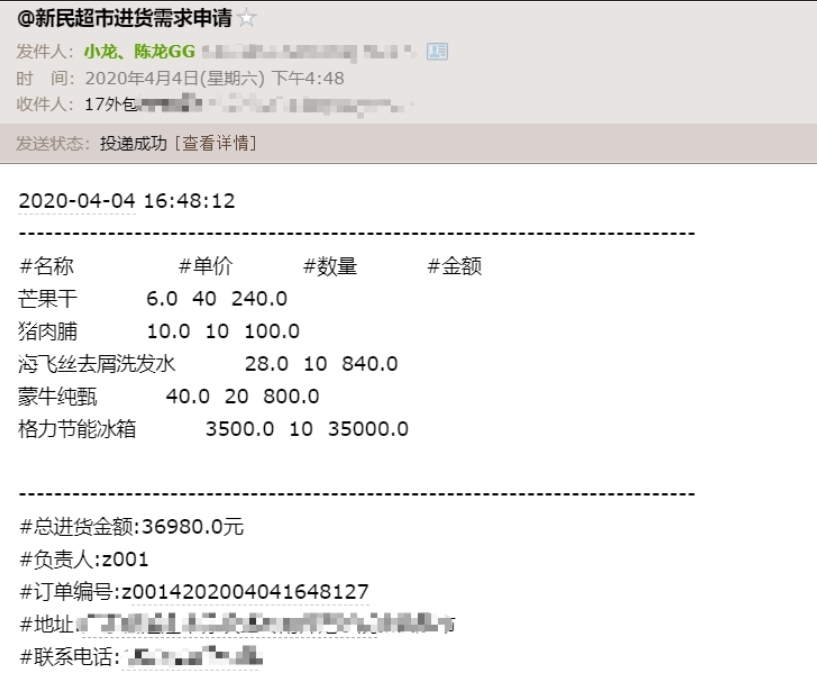 @新民超市进货需求申请
发件人: 小龙、陈龙GG
时 间: 2020年4月4日(星期六) 下午4:48
收件人: 17外包
发送状态: 投递成功 [查看详情]
2020-04-04 16:48:12
-----------------------------------------------------------------------------
#名称 #单价 #数量 #金额
芒果干 6.0 40 240.0
猪肉脯 10.0 10 100.0
海飞丝去屑洗发水 28.0 10 840.0
蒙牛纯甄 40.0 20 800.0
格力节能冰箱 3500.0 10 35000.0
-----------------------------------------------------------------------------
#总进货金额:36980.0元
#负责人:z001
#订单编号:z0014202004041648127
#地址:
#联系电话: